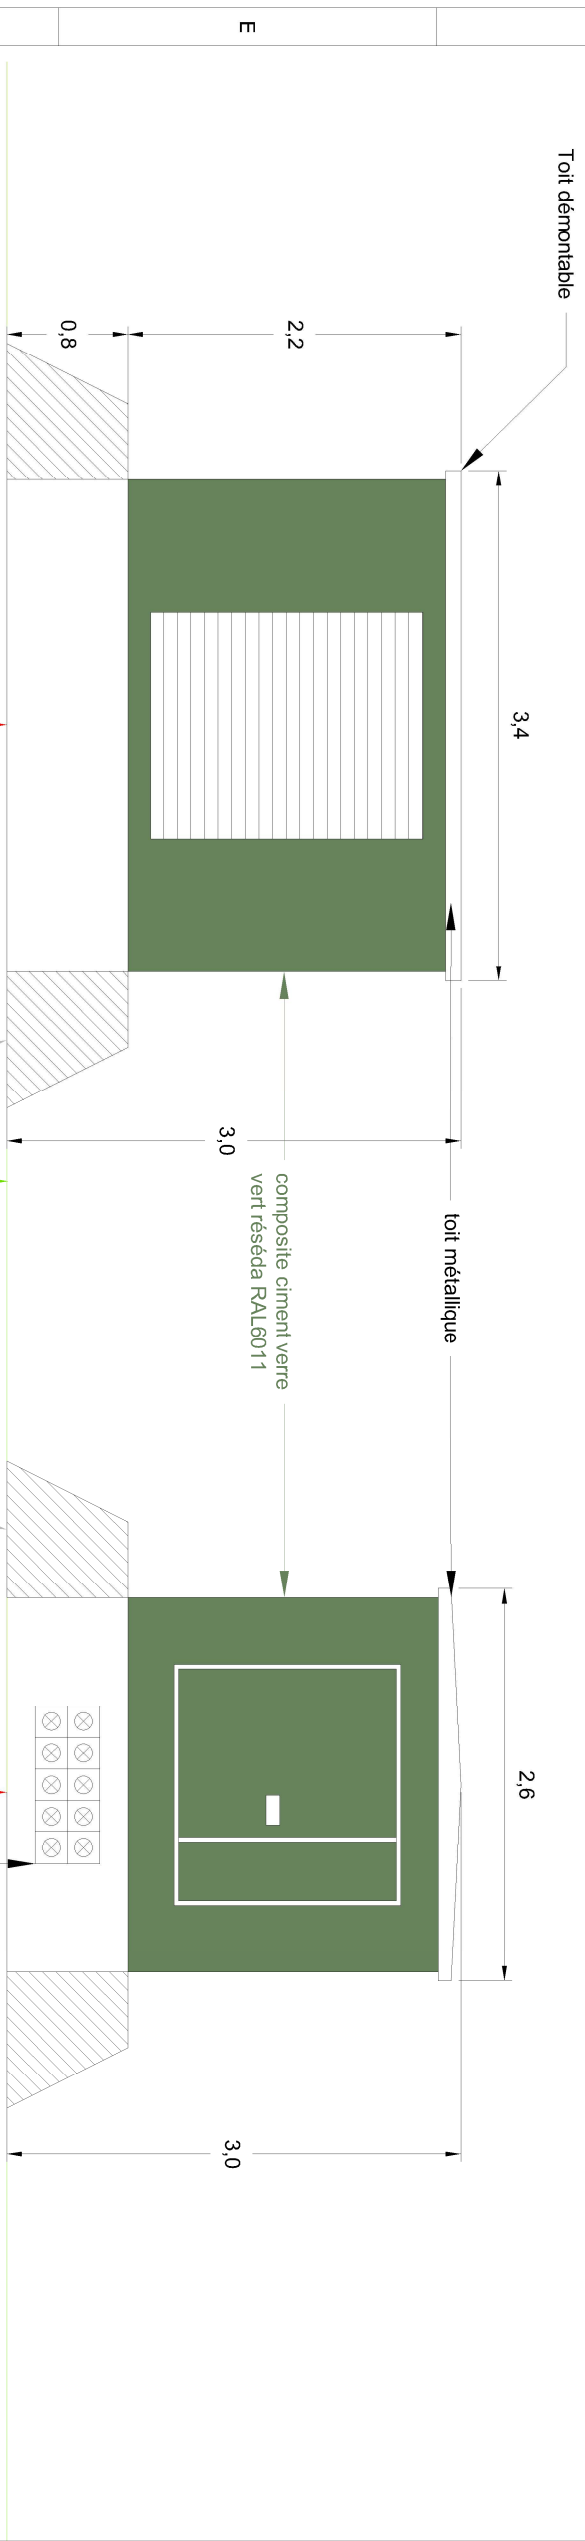 E
Toit démontable
0,8
2,2
3,4
3,0
toit métallique
composite ciment verre
vert réséda RAL6011
2,6
3,0